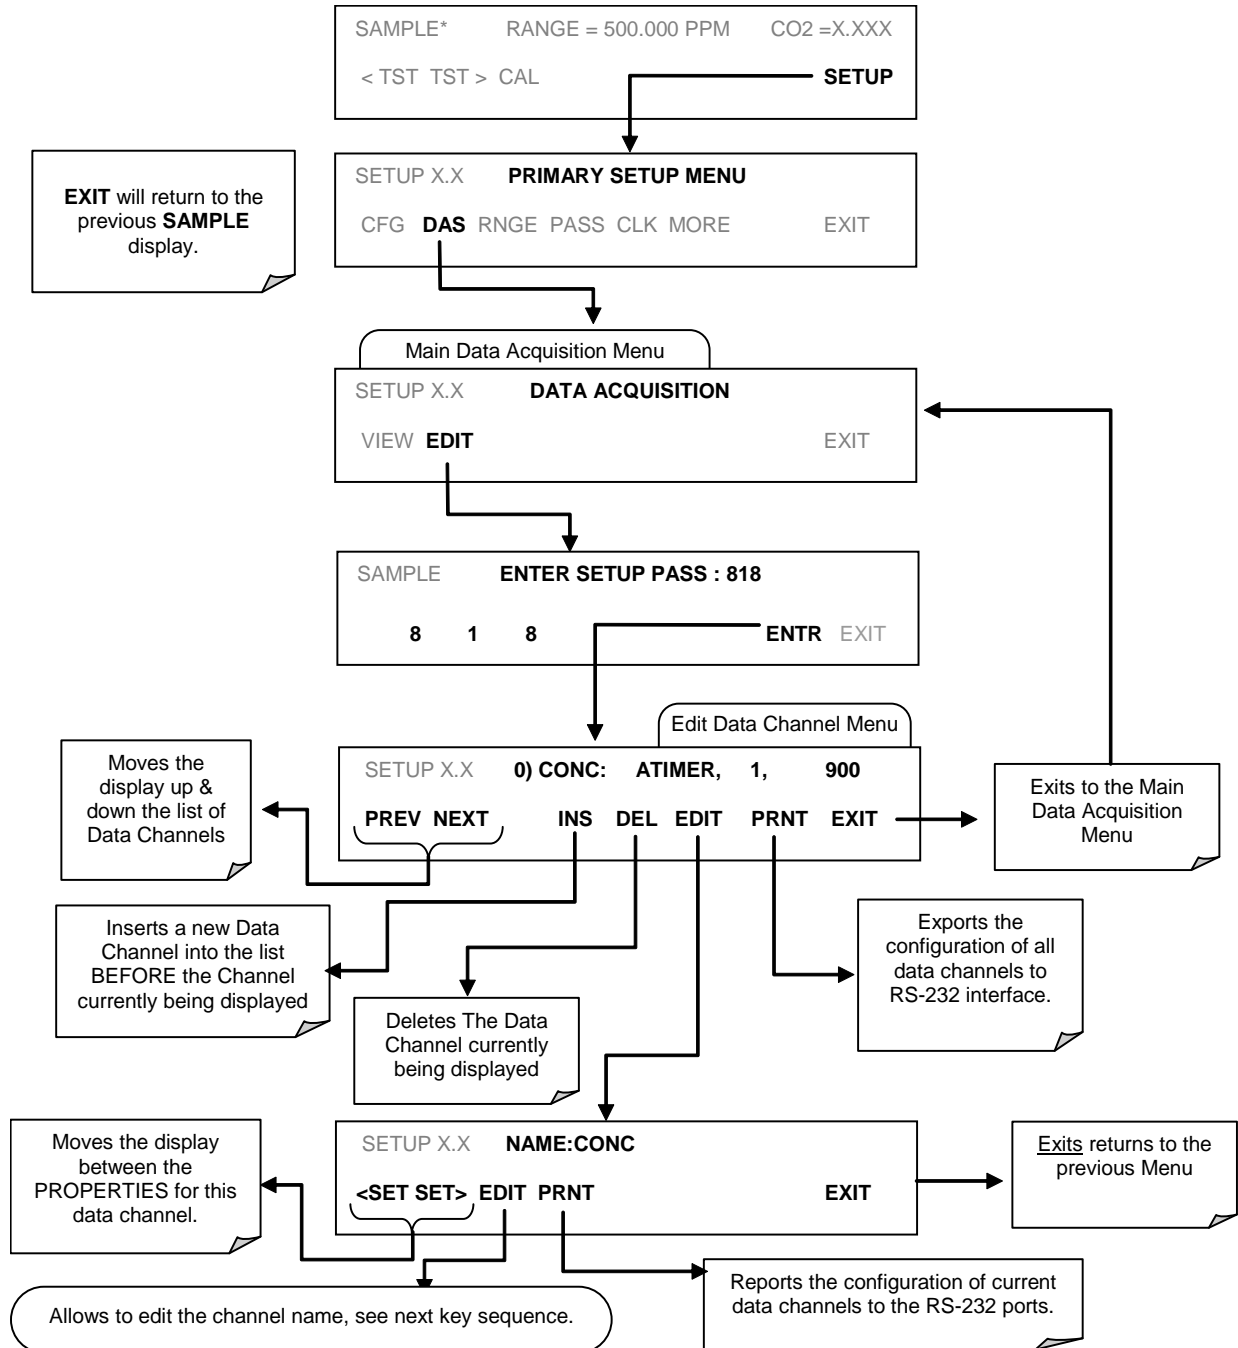 SAMPLE* RANGE = 500.000 PPM CO2 =X.XXX
< TST TST > CAL SETUP
EXIT will return to the
previous SAMPLE
display.
SETUP X.X PRIMARY SETUP MENU
CFG DAS RNGE PASS CLK MORE EXIT
Main Data Acquisition Menu
SETUP X.X DATA ACQUISITION
VIEW EDIT EXIT
SAMPLE ENTER SETUP PASS : 818
8 1 8 ENTR EXIT
Edit Data Channel Menu
Moves the
display up &
down the list of
Data Channels
SETUP X.X 0) CONC: ATIMER, 1, 900
PREV NEXT INS DEL EDIT PRNT EXIT
Exits to the Main
Data Acquisition
Menu
Inserts a new Data
Channel into the list
BEFORE the Channel
currently being displayed
Deletes The Data
Channel currently
being displayed
Exports the
configuration of all
data channels to
RS-232 interface.
Moves the display
between the
PROPERTIES for this
data channel.
SETUP X.X NAME:CONC
<SET SET> EDIT PRNT EXIT
Exits returns to the
previous Menu
Allows to edit the channel name, see next key sequence.
Reports the configuration of current
data channels to the RS-232 ports.